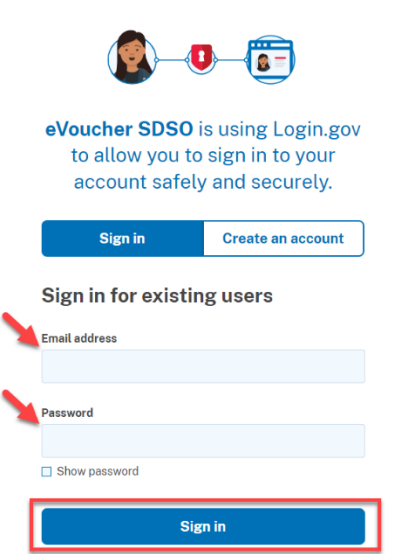 eVoucher SDSO is using Login.gov
to allow you to sign in to your
account safely and securely.
Sign in
Create an account
Sign in for existing users
Email address
Password
Show password
Sign in